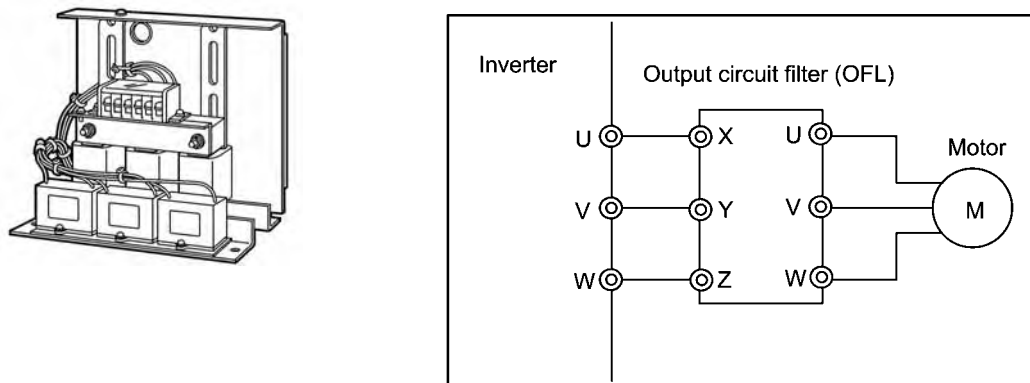 Inverter
Output circuit filter (OFL)
U X U
Motor
V Y V
M
W Z W